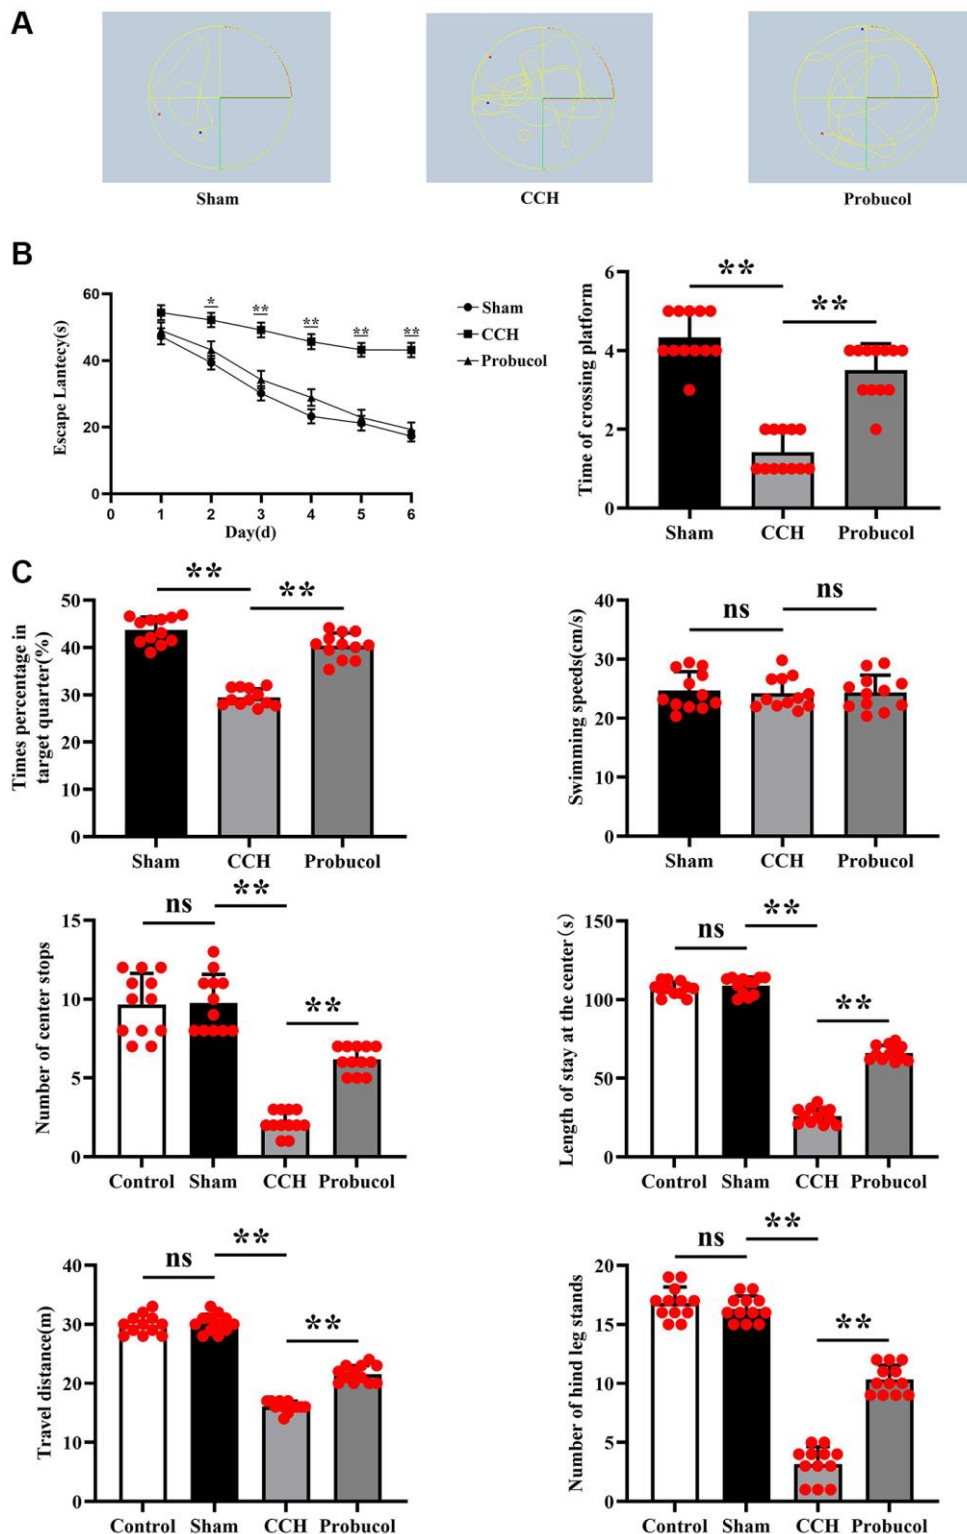 A
Sham
CCH
Probucol
B
60
40
20
0
Escape Lantecy(s)
*
**
**
**
**
0
1
2
3
4
5
6
Day(d)
Sham
CCH
Probucol
6
4
2
0
Time of crossing platform
**
**
Sham
CCH
Probucol
C
50
40
30
20
10
0
Times percentage in
target quarter(%)
**
**
Sham
CCH
Probucol
40
30
20
10
0
Swimming speeds(cm/s)
ns
ns
Sham
CCH
Probucol
15
10
5
0
Number of center stops
ns
**
**
Control
Sham
CCH
Probucol
150
100
50
0
Length of stay at the center(s)
ns
**
**
Control
Sham
CCH
Probucol
40
30
20
10
0
Travel distance(m)
ns
**
**
Control
Sham
CCH
Probucol
20
15
10
5
0
Number of hind leg stands
ns
**
**
Control
Sham
CCH
Probucol